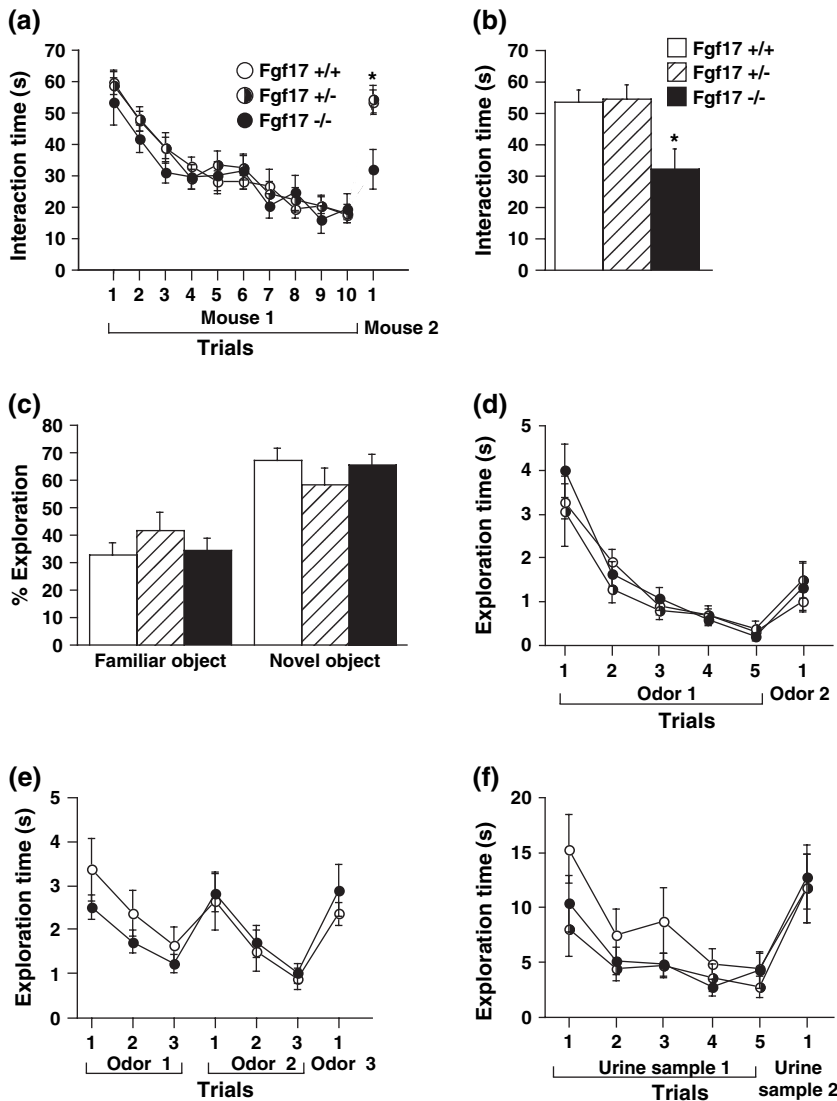 (a)
70
60
50
40
30
20
10
0
Interaction time (s)
Fgf17 +/+
Fgf17 +/-
Fgf17 -/-
*
1 2 3 4 5 6 7 8 9 10 1
Mouse 1
Mouse 2
Trials
(b)
70
60
50
40
30
20
10
0
Interaction time (s)
Fgf17 +/+
Fgf17 +/-
Fgf17 -/-
*
(c)
80
70
60
50
40
30
20
10
0
% Exploration
Familiar object Novel object
(d)
5
4
3
2
1
0
Exploration time (s)
1 2 3 4 5 1
Odor 1 Odor 2
Trials
(e)
5
4
3
2
1
0
Exploration time (s)
1 2 3 1 2 3 1
Odor 1 Odor 2 Odor 3
Trials
(f)
20
15
10
5
0
Exploration time (s)
1 2 3 4 5 1
Urine sample 1 Urine
Trials sample 2